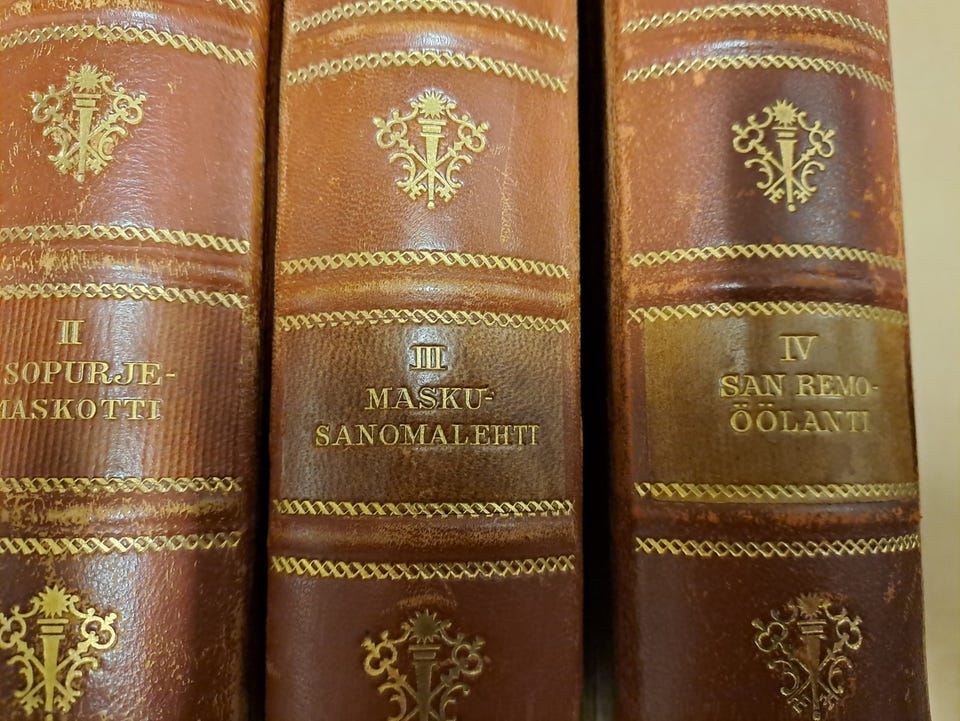 II
SOPURJE-
MASKOTTI
III
MASKU-
SANOMALEHTI
IV
SAN REMO-
ÖÖLANTI